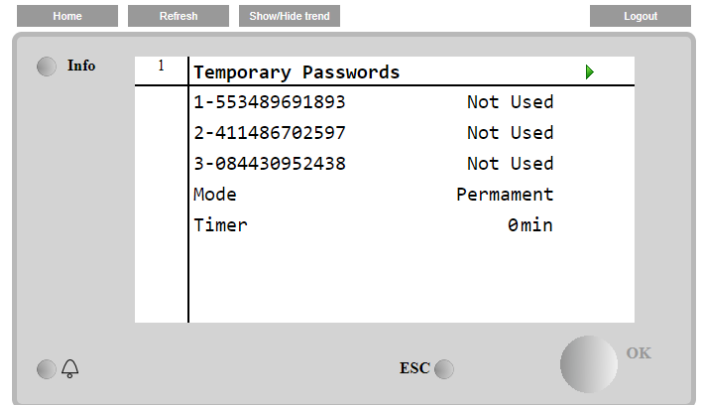 Home Refresh Show/Hide trend Logout
Info
1 Temporary Passwords
1-553489691893 Not Used
2-411486702597 Not Used
3-084430952438 Not Used
Mode Permament
Timer 0min
ESC OK